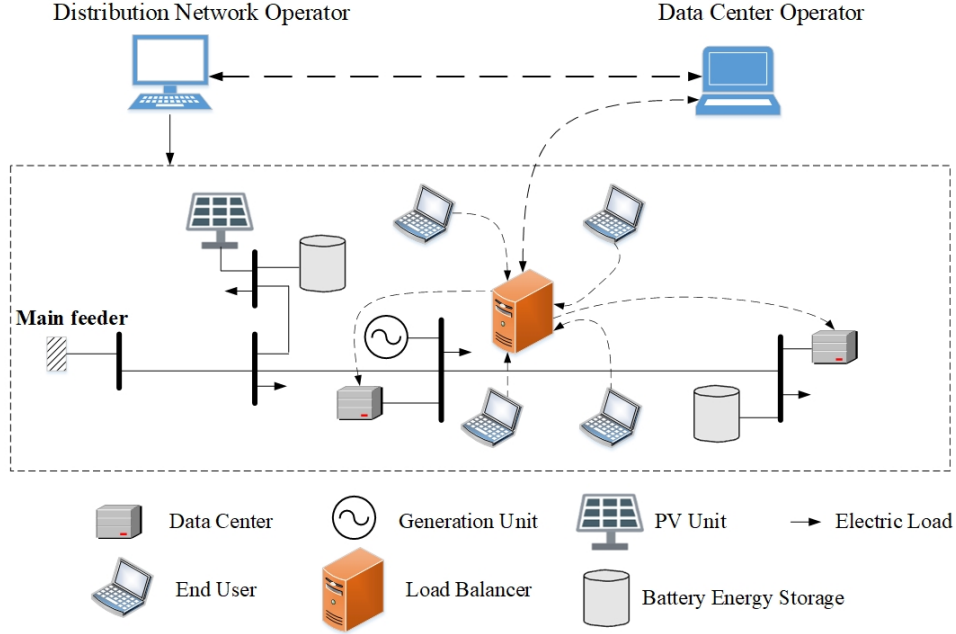 Distribution Network Operator
Data Center Operator
Main feeder
Data Center
Generation Unit
PV Unit
Electric Load
End User
Load Balancer
Battery Energy Storage